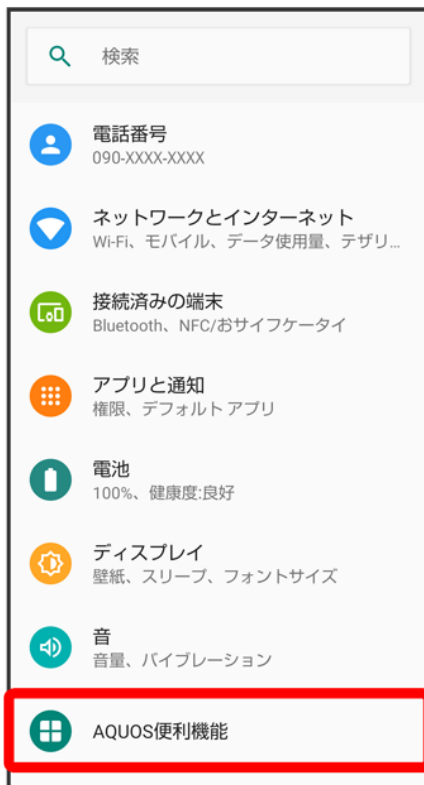 検索
電話番号
090-XXXX-XXXX
ネットワークとインターネット
Wi-Fi、モバイル、データ使用量、テザリ...
接続済みの端末
Bluetooth、NFC/おサイフケータイ
アプリと通知
権限、デフォルト アプリ
電池
100%、健康度:良好
ディスプレイ
壁紙、スリープ、フォントサイズ
音
音量、バイブレーション
AQUOS便利機能